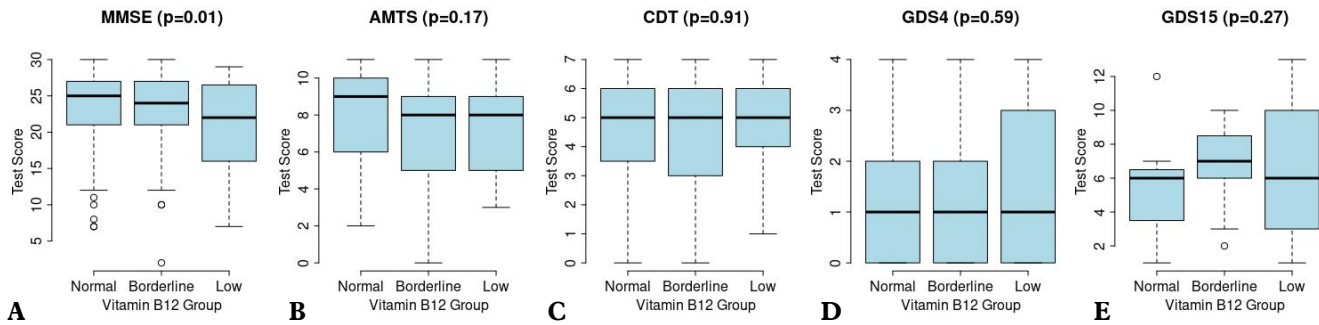 MMSE (p=0.01)
Test Score
30
25
20
15
10
5
Normal Borderline Low
Vitamin B12 Group
A
AMTS (p=0.17)
Test Score
10
8
6
4
2
0
Normal Borderline Low
Vitamin B12 Group
B
CDT (p=0.91)
Test Score
7
6
5
4
3
2
1
0
Normal Borderline Low
Vitamin B12 Group
C
GDS4 (p=0.59)
Test Score
4
3
2
1
0
Normal Borderline Low
Vitamin B12 Group
D
GDS15 (p=0.27)
Test Score
12
10
8
6
4
2
Normal Borderline Low
Vitamin B12 Group
E